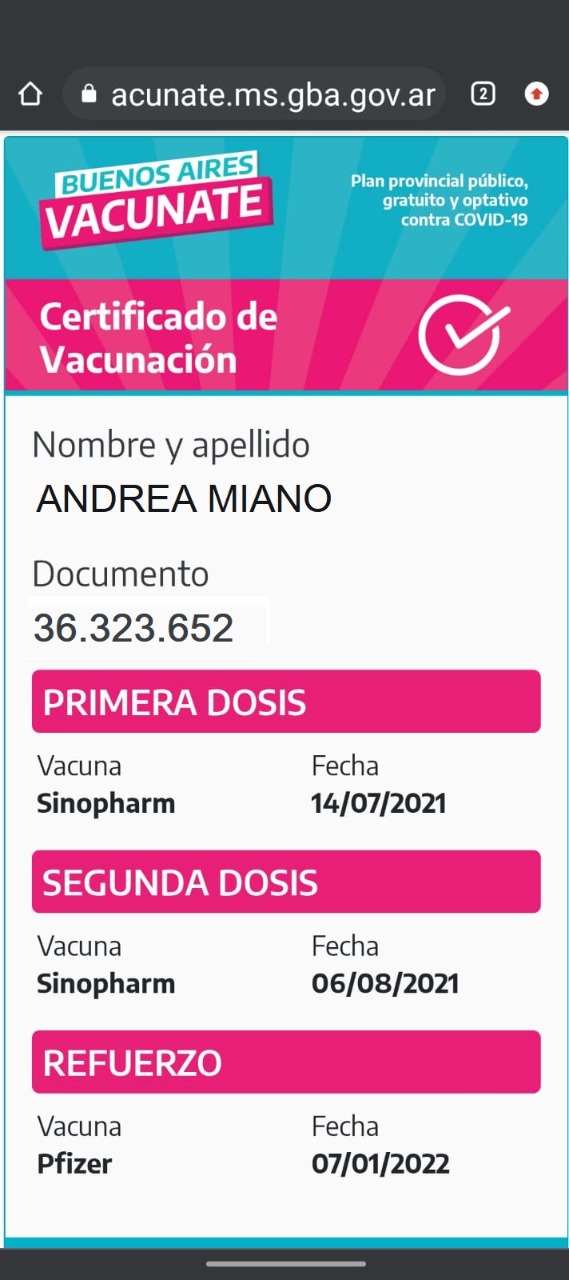 acunate.ms.gba.gov.ar
2
BUENOS AIRES
VACUNATE
Plan provincial público,
gratuito y optativo
contra COVID-19
Certificado de
Vacunación
Nombre y apellido
ANDREA MIANO
Documento
36.323.652
PRIMERA DOSIS
Vacuna Fecha
Sinopharm 14/07/2021
SEGUNDA DOSIS
Vacuna Fecha
Sinopharm 06/08/2021
REFUERZO
Vacuna Fecha
Pfizer 07/01/2022